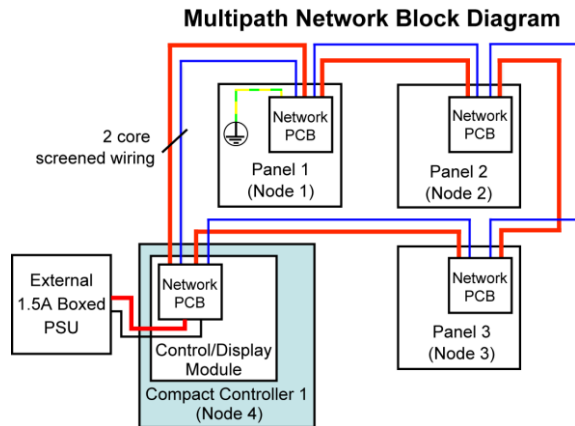 Multipath Network Block Diagram
Network
PCB
Panel 1
(Node 1)
Network
PCB
Panel 2
(Node 2)
2 core
screened wiring
Network
PCB
Panel 3
(Node 3)
External
1.5A Boxed
PSU
Network
PCB
Control/Display
Module
Compact Controller 1
(Node 4)